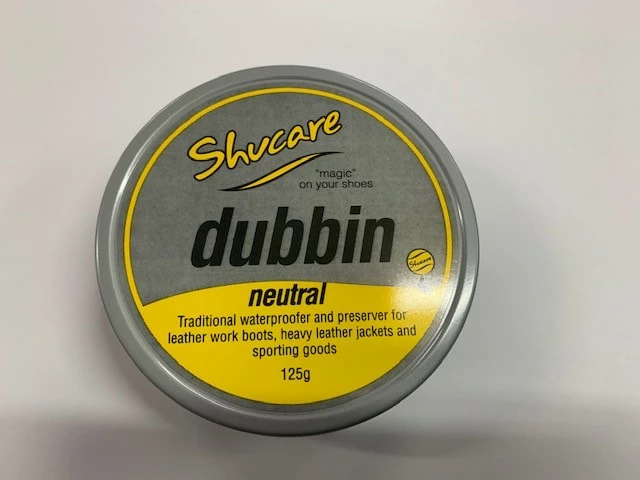 Shucare
"magic"
on your shoes
dubbin
Shucare
neutral
Traditional waterproofer and preserver for
leather work boots, heavy leather jackets and
sporting goods
125g